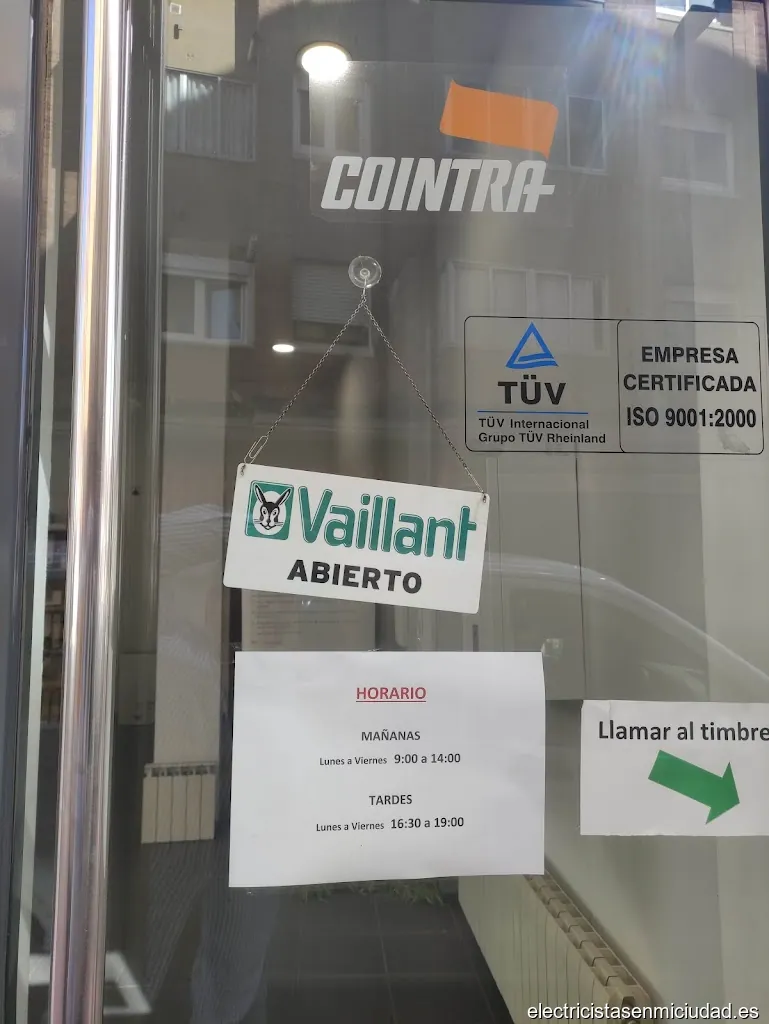 COINTRA
TÜV
TÜV Internacional
Grupo TÜV Rheinland
EMPRESA
CERTIFICADA
ISO 9001:2000
Vaillant
ABIERTO
HORARIO
MAÑANAS
Lunes a Viernes 9:00 a 14:00
TARDES
Lunes a Viernes 16:30 a 19:00
Llamar al timbre
electricistasenmiciudad.es